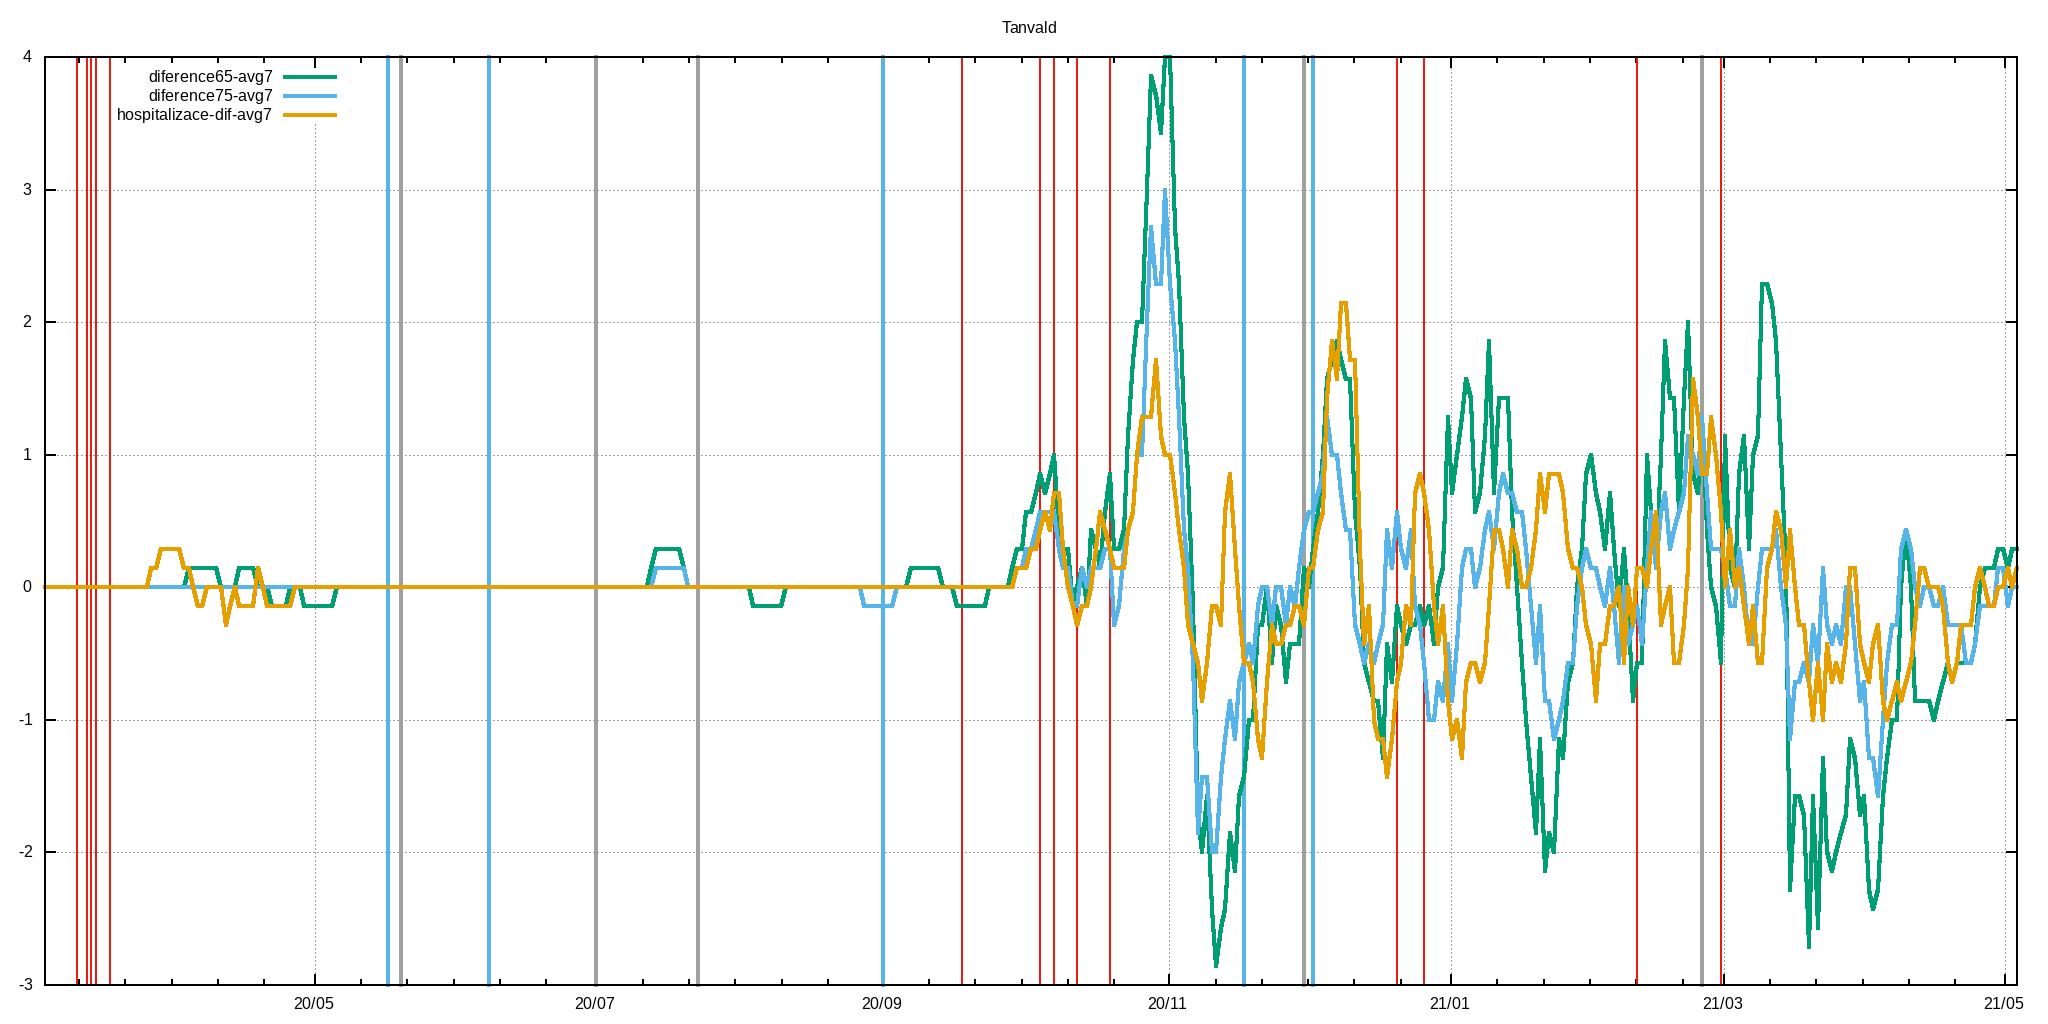 Tanvald
4
diference65-avg7
diference75-avg7
hospitalizace-dif-avg7
3
2
1
0
-1
-2
-3
20/05 20/07 20/09 20/11 21/01 21/03 21/05